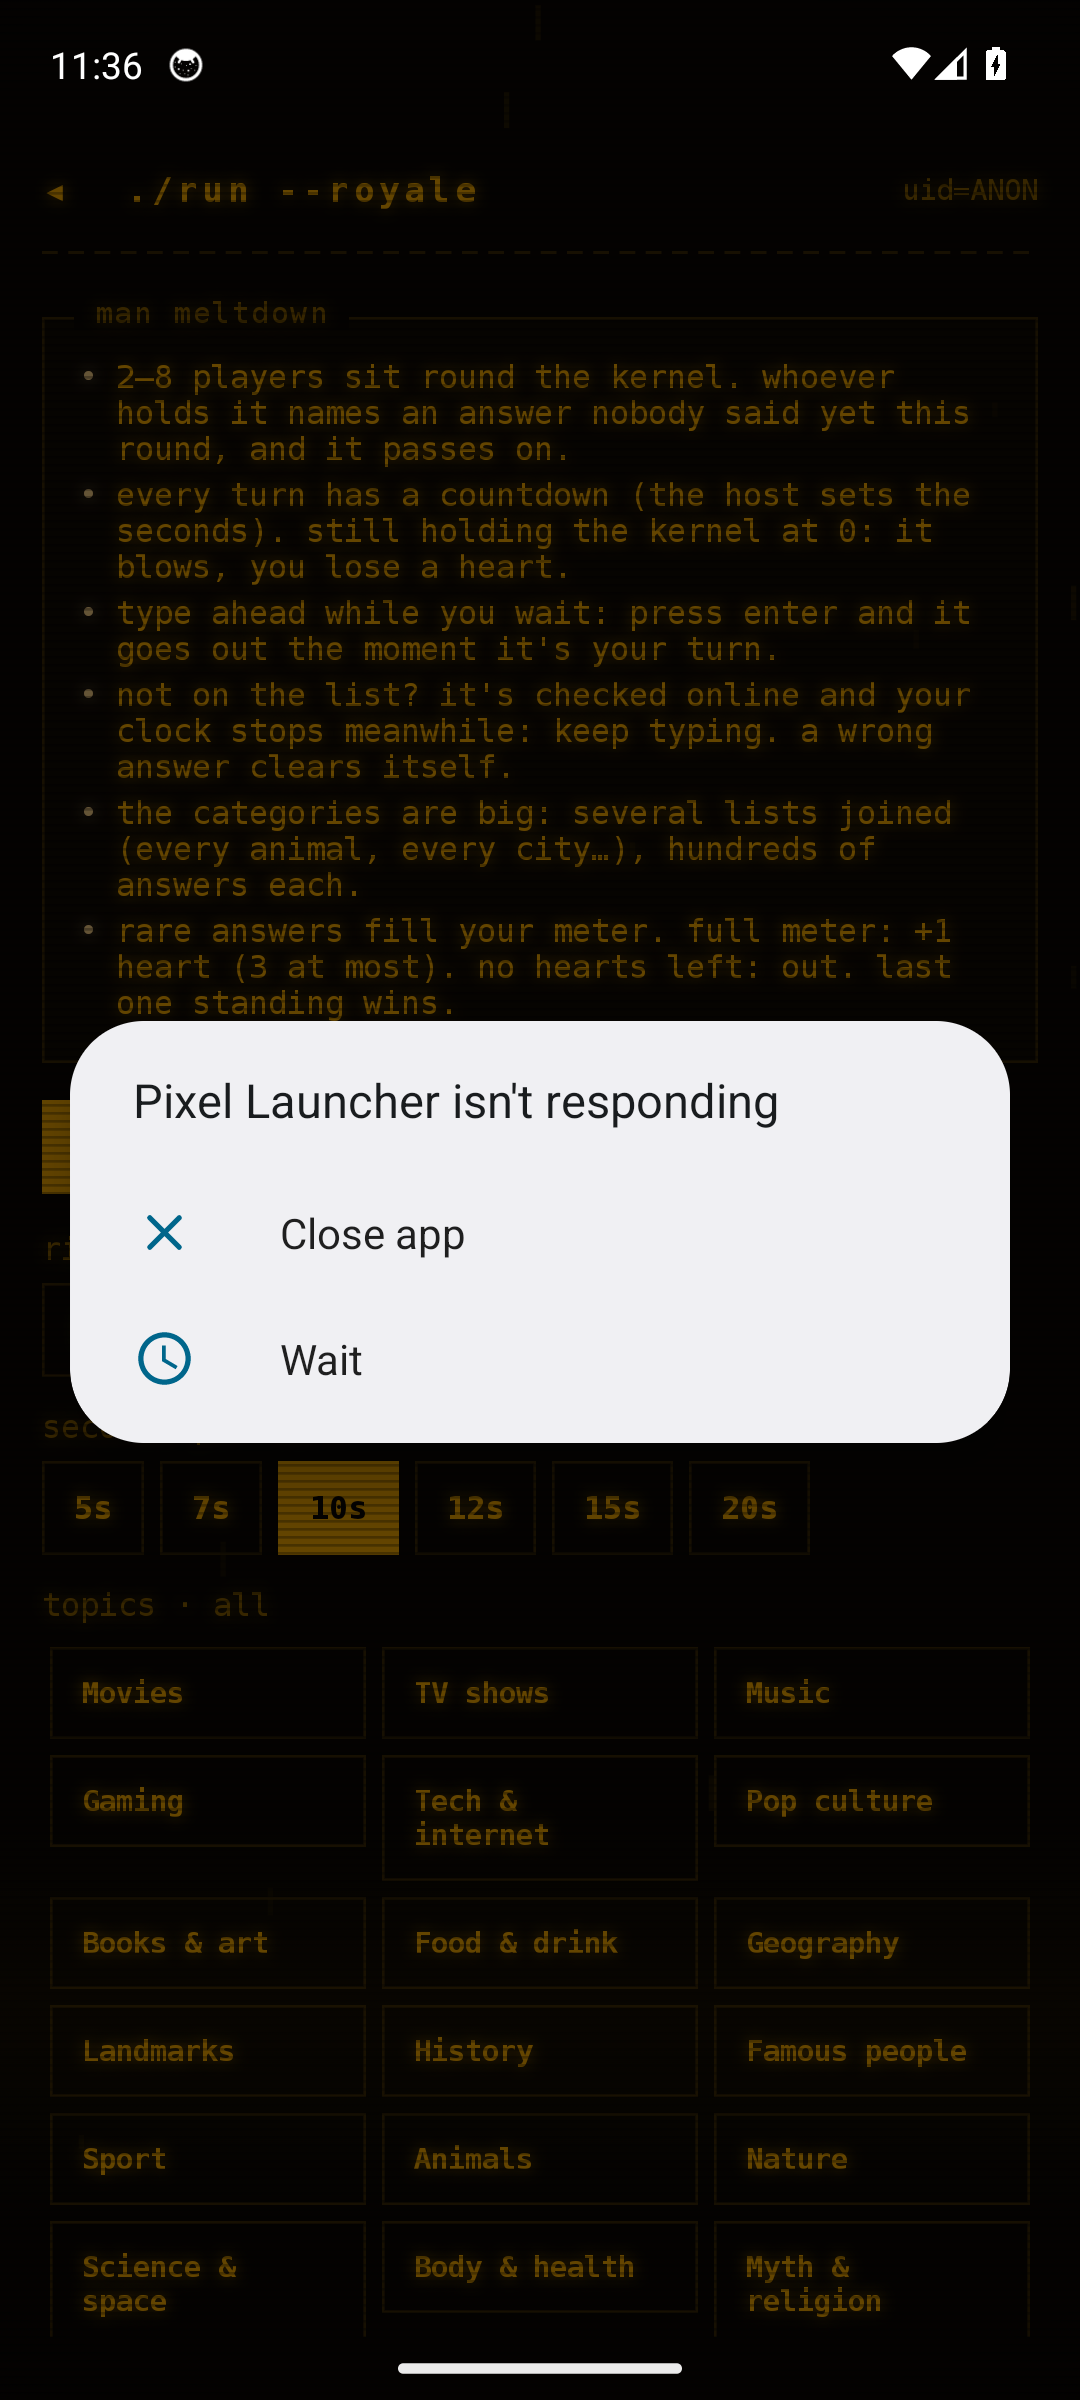 11:36
◂ ./run --royale uid=ANON
man meltdown
• 2–8 players sit round the kernel. whoever
holds it names an answer nobody said yet this
round, and it passes on.
• every turn has a countdown (the host sets the
seconds). still holding the kernel at 0: it
blows, you lose a heart.
• type ahead while you wait: press enter and it
goes out the moment it's your turn.
• not on the list? it's checked online and your
clock stops meanwhile: keep typing. a wrong
answer clears itself.
• the categories are big: several lists joined
(every animal, every city…), hundreds of
answers each.
• rare answers fill your meter. full meter: +1
heart (3 at most). no hearts left: out. last
one standing wins.
Pixel Launcher isn't responding
Close app
Wait
5s 7s 10s 12s 15s 20s
topics · all
Movies TV shows Music
Gaming Tech & Pop culture
internet
Books & art Food & drink Geography
Landmarks History Famous people
Sport Animals Nature
Science & Body & health Myth &
space religion